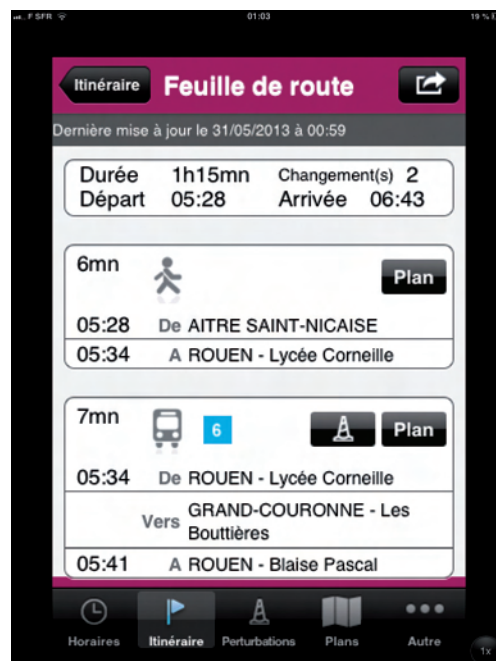 F SFR 01:03 19 %
Itinéraire Feuille de route
Dernière mise à jour le 31/05/2013 à 00:59
Durée 1h15mn Changement(s) 2
Départ 05:28 Arrivée 06:43
6mn Plan
05:28 De AITRE SAINT-NICAISE
05:34 A ROUEN - Lycée Corneille
7mn 6 Plan
05:34 De ROUEN - Lycée Corneille
Vers GRAND-COURONNE - Les
Bouttières
05:41 A ROUEN - Blaise Pascal
Horaires Itinéraire Perturbations Plans Autre
1x